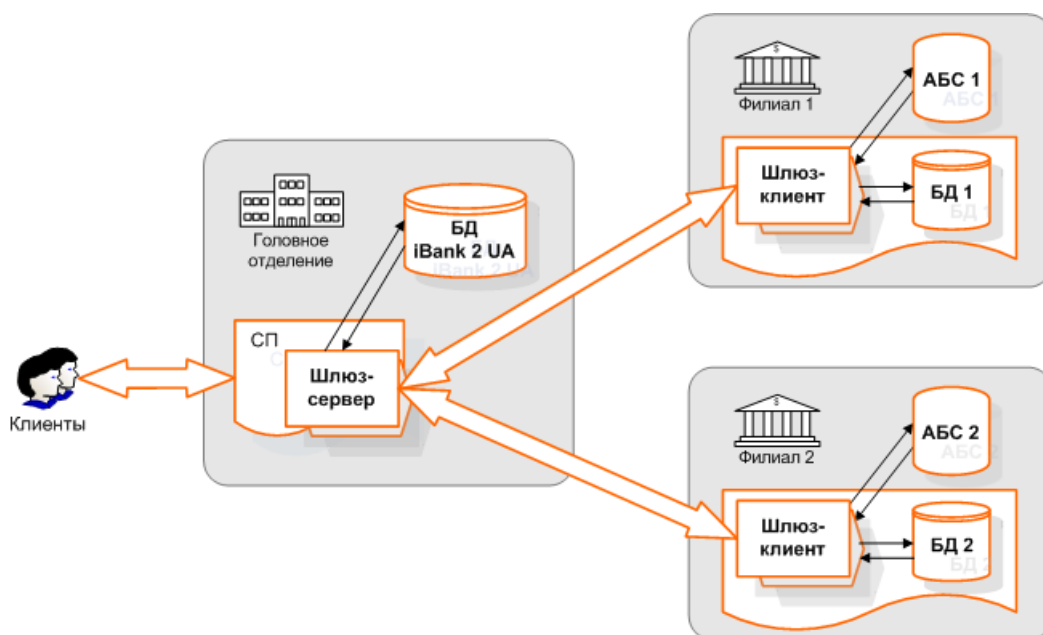 Головное
отделение
БД
iBank 2 UA
СП
Шлюз-
сервер
Клиенты
$
Филиал 1
АБС 1
Шлюз-
клиент
БД 1
$
Филиал 2
АБС 2
Шлюз-
клиент
БД 2